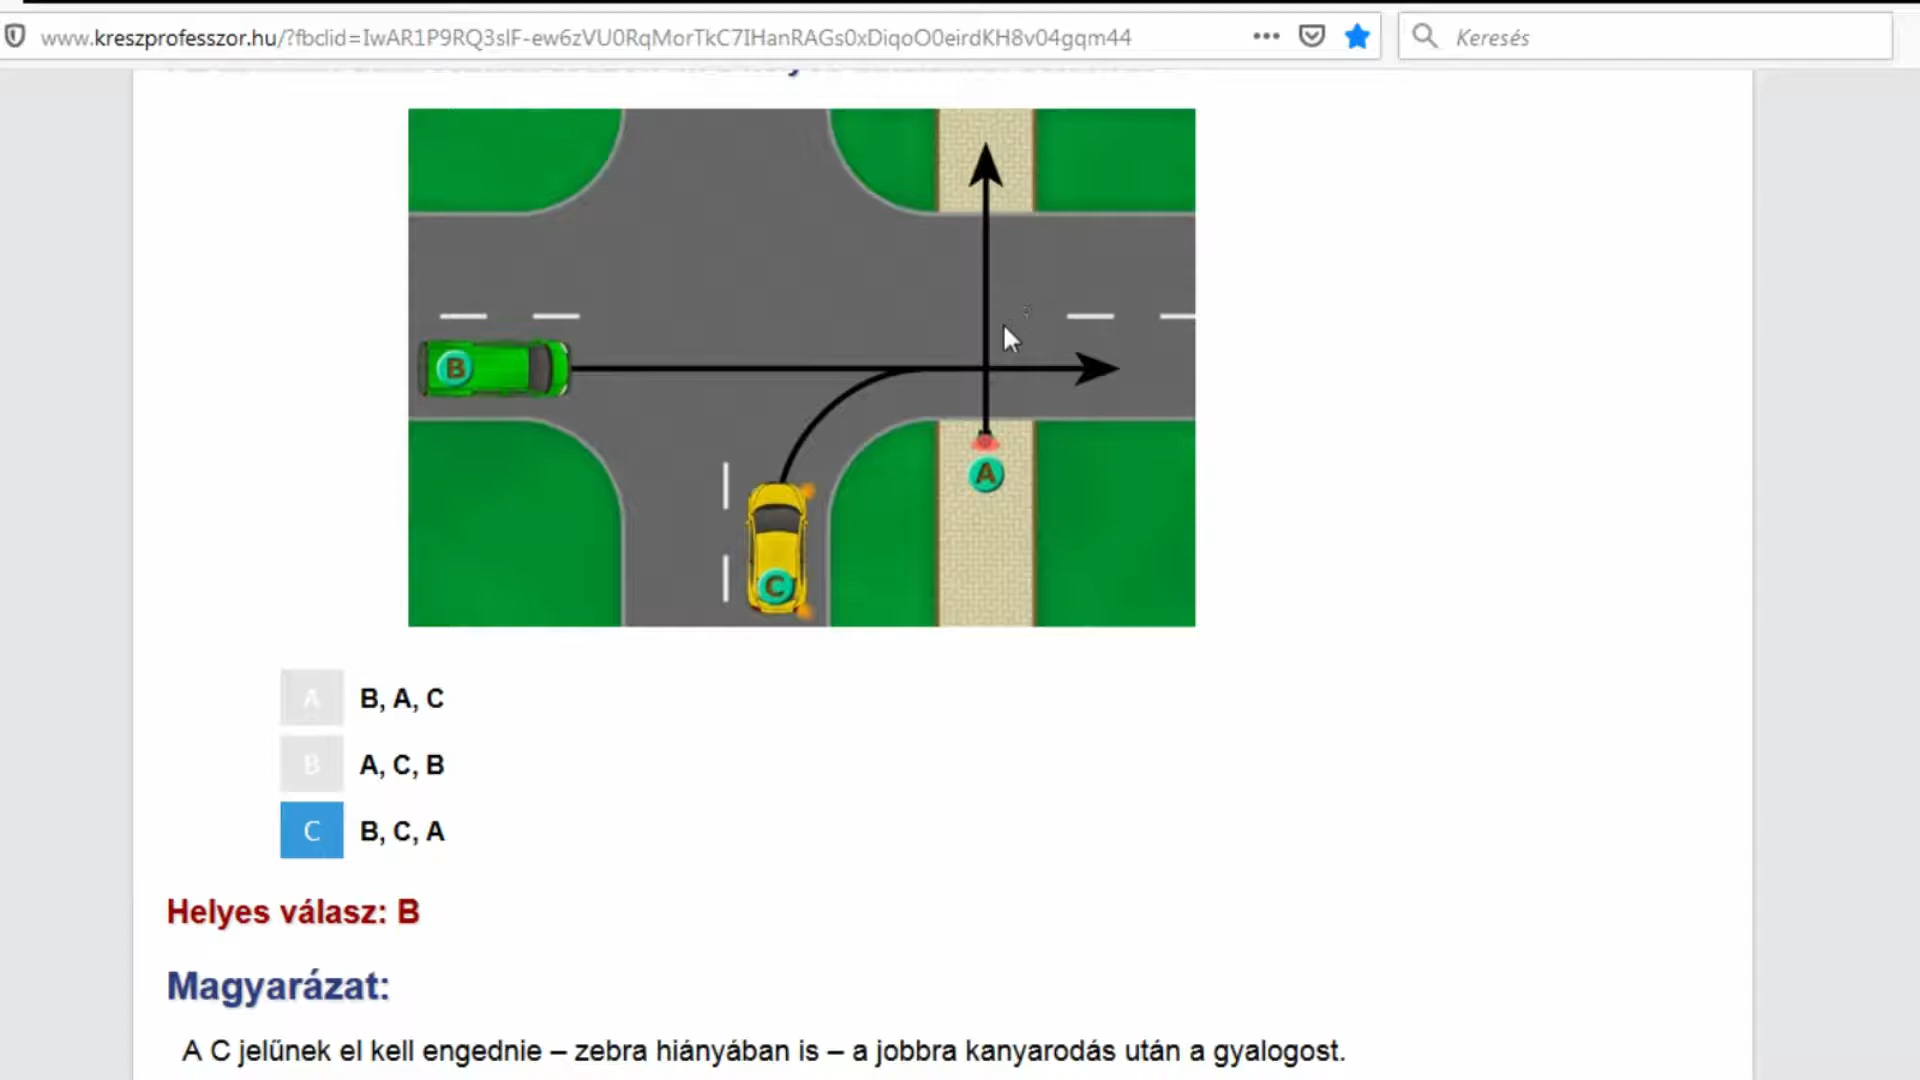 www.kreszprofesszor.hu/?fbclid=IwAR1P9RQ3slF-ew6zVU0RqMorTkC7IHanRAGs0xDiqoO0eirdKH8v04gqm44
Keresés
B
A
C
A B, A, C
B A, C, B
C B, C, A
Helyes válasz: B
Magyarázat:
A C jelűnek el kell engednie – zebra hiányában is – a jobbra kanyarodás után a gyalogost.